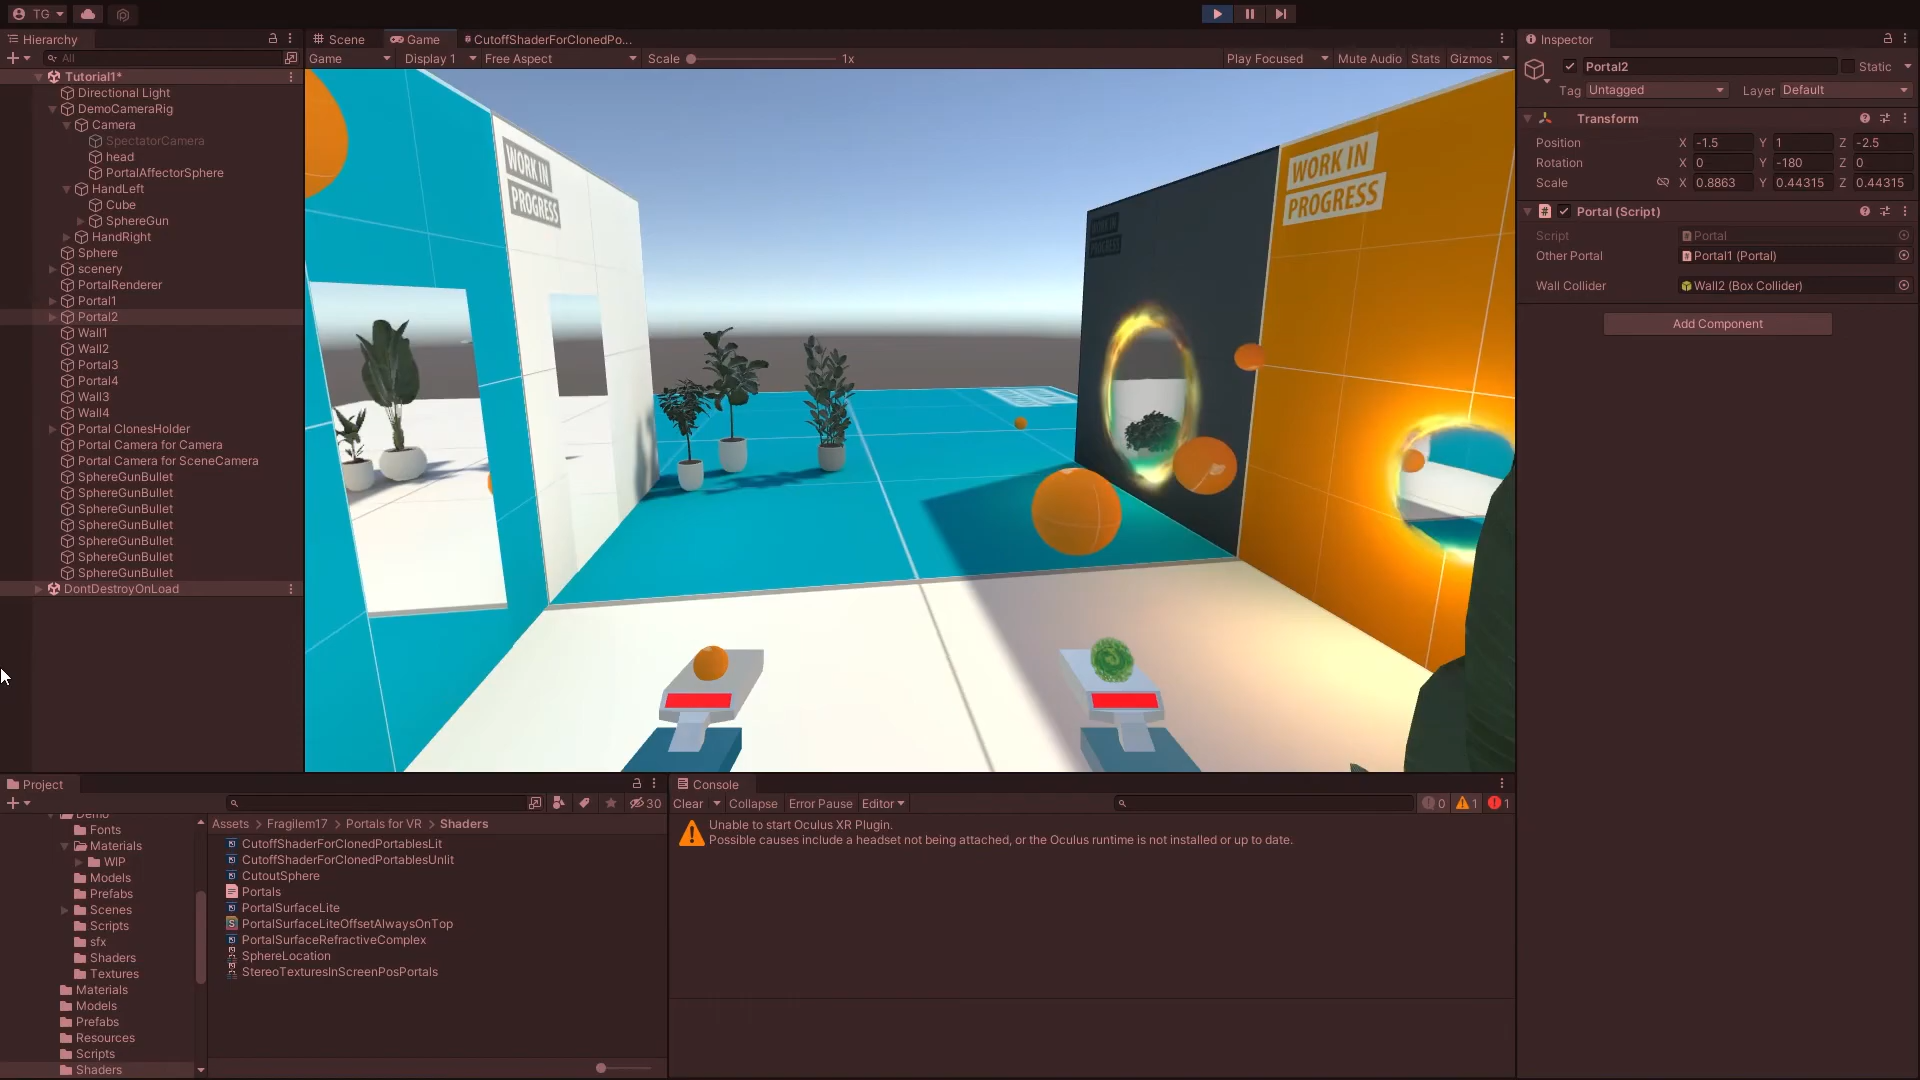 TG
Hierarchy
All
Tutorial1*
Directional Light
DemoCameraRig
Camera
SpectatorCamera
head
PortalAffectorSphere
HandLeft
Cube
SphereGun
HandRight
Sphere
scenery
PortalRenderer
Portal1
Portal2
Wall1
Wall2
Portal3
Portal4
Wall3
Wall4
Portal ClonesHolder
Portal Camera for Camera
Portal Camera for SceneCamera
SphereGunBullet
SphereGunBullet
SphereGunBullet
SphereGunBullet
SphereGunBullet
SphereGunBullet
SphereGunBullet
DontDestroyOnLoad
Scene Game CutoffShaderForClonedPo...
Game Display 1 Free Aspect Scale 1x Play Focused Mute Audio Stats Gizmos
WORK IN
PROGRESS
WORK IN
PROGRESS
WORK IN
PROGRESS
Inspector
Portal2 Static
Tag Untagged Layer Default
Transform
Position X -1.5 Y 1 Z -2.5
Rotation X 0 Y -180 Z 0
Scale X 0.8863 Y 0.44315 Z 0.44315
Portal (Script)
Script Portal
Other Portal Portal1 (Portal)
Wall Collider Wall2 (Box Collider)
Add Component
Project
30
Demo
Fonts
Materials
WIP
Models
Prefabs
Scenes
Scripts
sfx
Shaders
Textures
Materials
Models
Prefabs
Resources
Scripts
Shaders
Assets > Fragilem17 > Portals for VR > Shaders
CutoffShaderForClonedPortablesLit
CutoffShaderForClonedPortablesUnlit
CutoutSphere
Portals
PortalSurfaceLite
PortalSurfaceLiteOffsetAlwaysOnTop
PortalSurfaceRefractiveComplex
SphereLocation
StereoTexturesInScreenPosPortals
Console
Clear Collapse Error Pause Editor 0 1 1
Unable to start Oculus XR Plugin.
Possible causes include a headset not being attached, or the Oculus runtime is not installed or up to date.